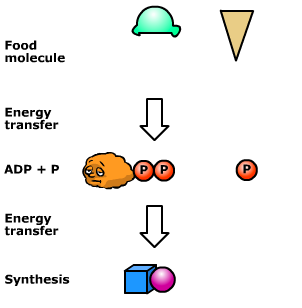 Food
molecule
Energy
transfer
ADP + P
P P
P
Energy
transfer
Synthesis